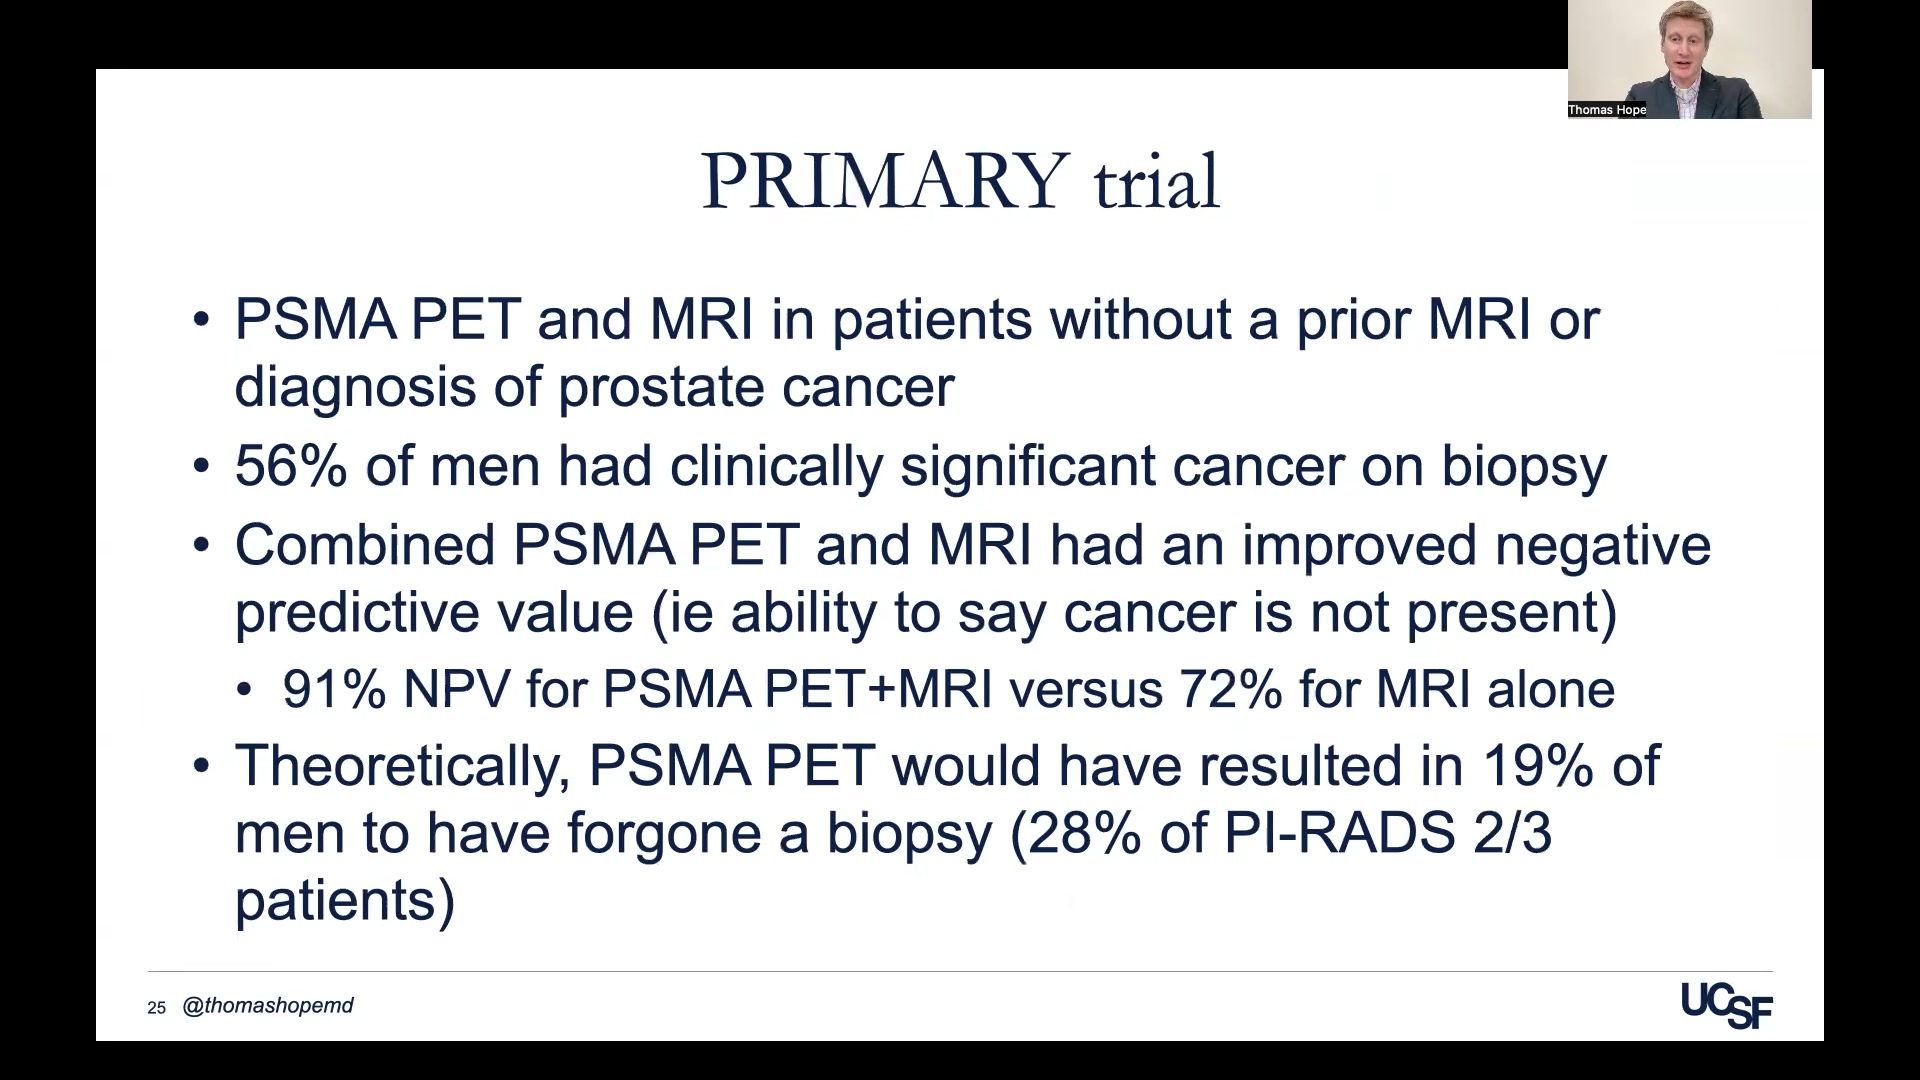 Thomas Hope
PRIMARY trial
• PSMA PET and MRI in patients without a prior MRI or
diagnosis of prostate cancer
• 56% of men had clinically significant cancer on biopsy
• Combined PSMA PET and MRI had an improved negative
predictive value (ie ability to say cancer is not present)
• 91% NPV for PSMA PET+MRI versus 72% for MRI alone
• Theoretically, PSMA PET would have resulted in 19% of
men to have forgone a biopsy (28% of PI-RADS 2/3
patients)
25 @thomashopemd
UCSF